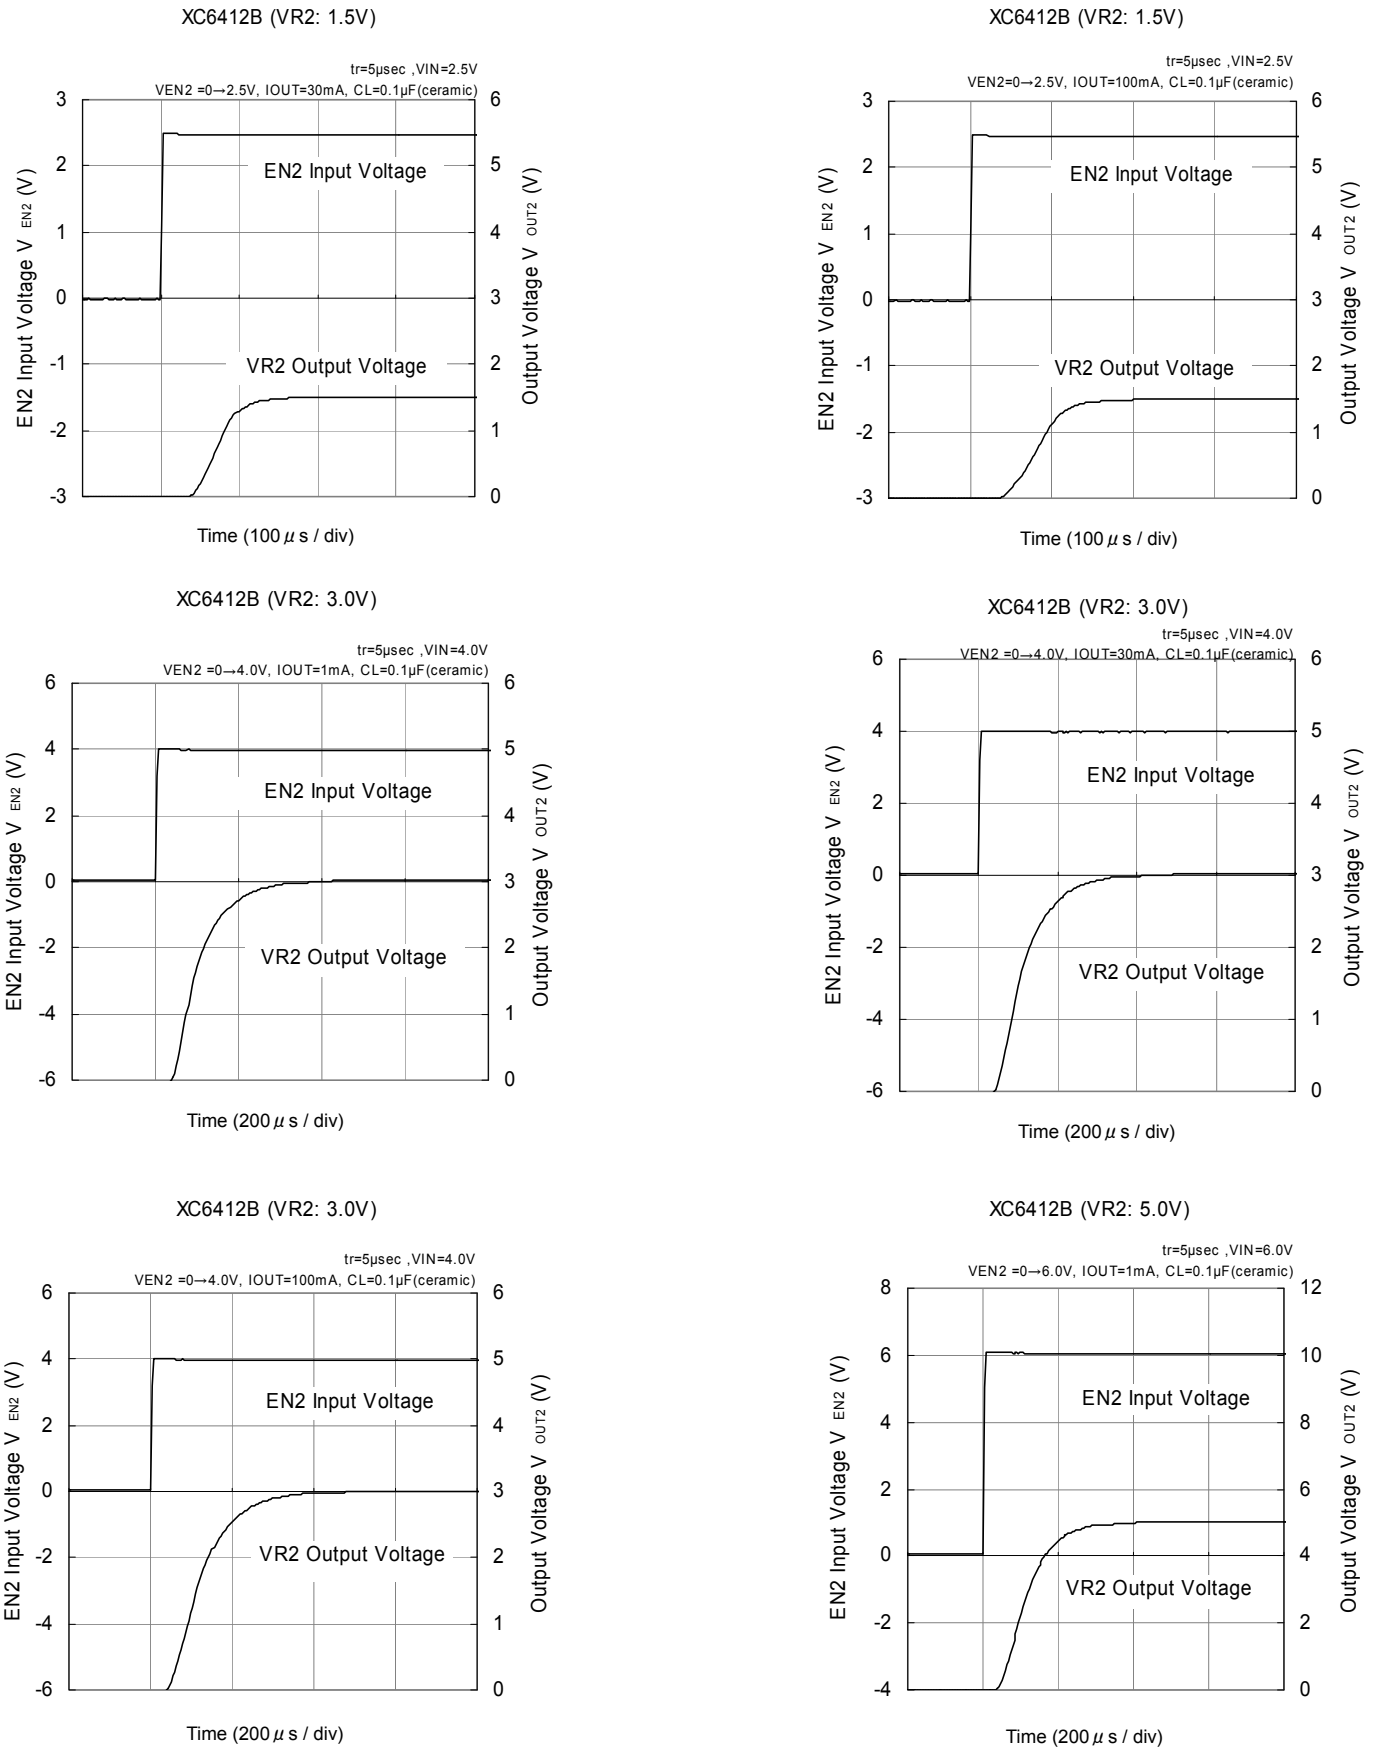 XC6412B (VR2: 1.5V)
tr=5μsec ,VIN=2.5V
VEN2 =0→2.5V, IOUT=30mA, CL=0.1μF(ceramic)
3
2
1
0
-1
-2
-3
6
5
4
3
2
1
0
EN2 Input Voltage V EN2 (V)
Output Voltage V OUT2 (V)
EN2 Input Voltage
VR2 Output Voltage
Time (100 μ s / div)
XC6412B (VR2: 1.5V)
tr=5μsec ,VIN=2.5V
VEN2=0→2.5V, IOUT=100mA, CL=0.1μF(ceramic)
3
2
1
0
-1
-2
-3
6
5
4
3
2
1
0
EN2 Input Voltage V EN2 (V)
Output Voltage V OUT2 (V)
EN2 Input Voltage
VR2 Output Voltage
Time (100 μ s / div)
XC6412B (VR2: 3.0V)
tr=5μsec ,VIN=4.0V
VEN2 =0→4.0V, IOUT=1mA, CL=0.1μF(ceramic)
6
4
2
0
-2
-4
-6
6
5
4
3
2
1
0
EN2 Input Voltage V EN2 (V)
Output Voltage V OUT2 (V)
EN2 Input Voltage
VR2 Output Voltage
Time (200 μ s / div)
XC6412B (VR2: 3.0V)
tr=5μsec ,VIN=4.0V
VEN2 =0→4.0V, IOUT=30mA, CL=0.1μF(ceramic)
6
4
2
0
-2
-4
-6
6
5
4
3
2
1
0
EN2 Input Voltage V EN2 (V)
Output Voltage V OUT2 (V)
EN2 Input Voltage
VR2 Output Voltage
Time (200 μ s / div)
XC6412B (VR2: 3.0V)
tr=5μsec ,VIN=4.0V
VEN2 =0→4.0V, IOUT=100mA, CL=0.1μF(ceramic)
6
4
2
0
-2
-4
-6
6
5
4
3
2
1
0
EN2 Input Voltage V EN2 (V)
Output Voltage V OUT2 (V)
EN2 Input Voltage
VR2 Output Voltage
Time (200 μ s / div)
XC6412B (VR2: 5.0V)
tr=5μsec ,VIN=6.0V
VEN2 =0→6.0V, IOUT=1mA, CL=0.1μF(ceramic)
8
6
4
2
0
-2
-4
12
10
8
6
4
2
0
EN2 Input Voltage V EN2 (V)
Output Voltage V OUT2 (V)
EN2 Input Voltage
VR2 Output Voltage
Time (200 μ s / div)